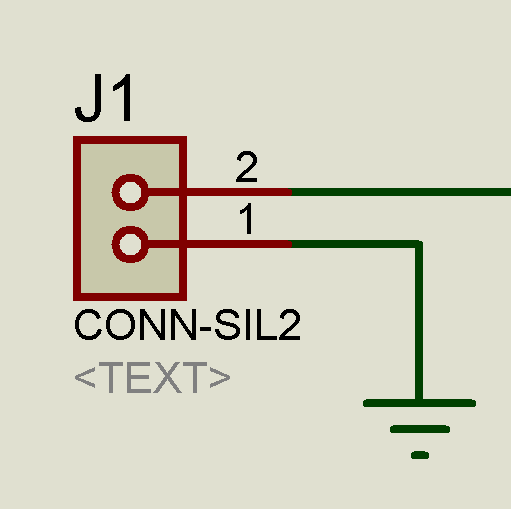 J1
2
1
CONN-SIL2
<TEXT>